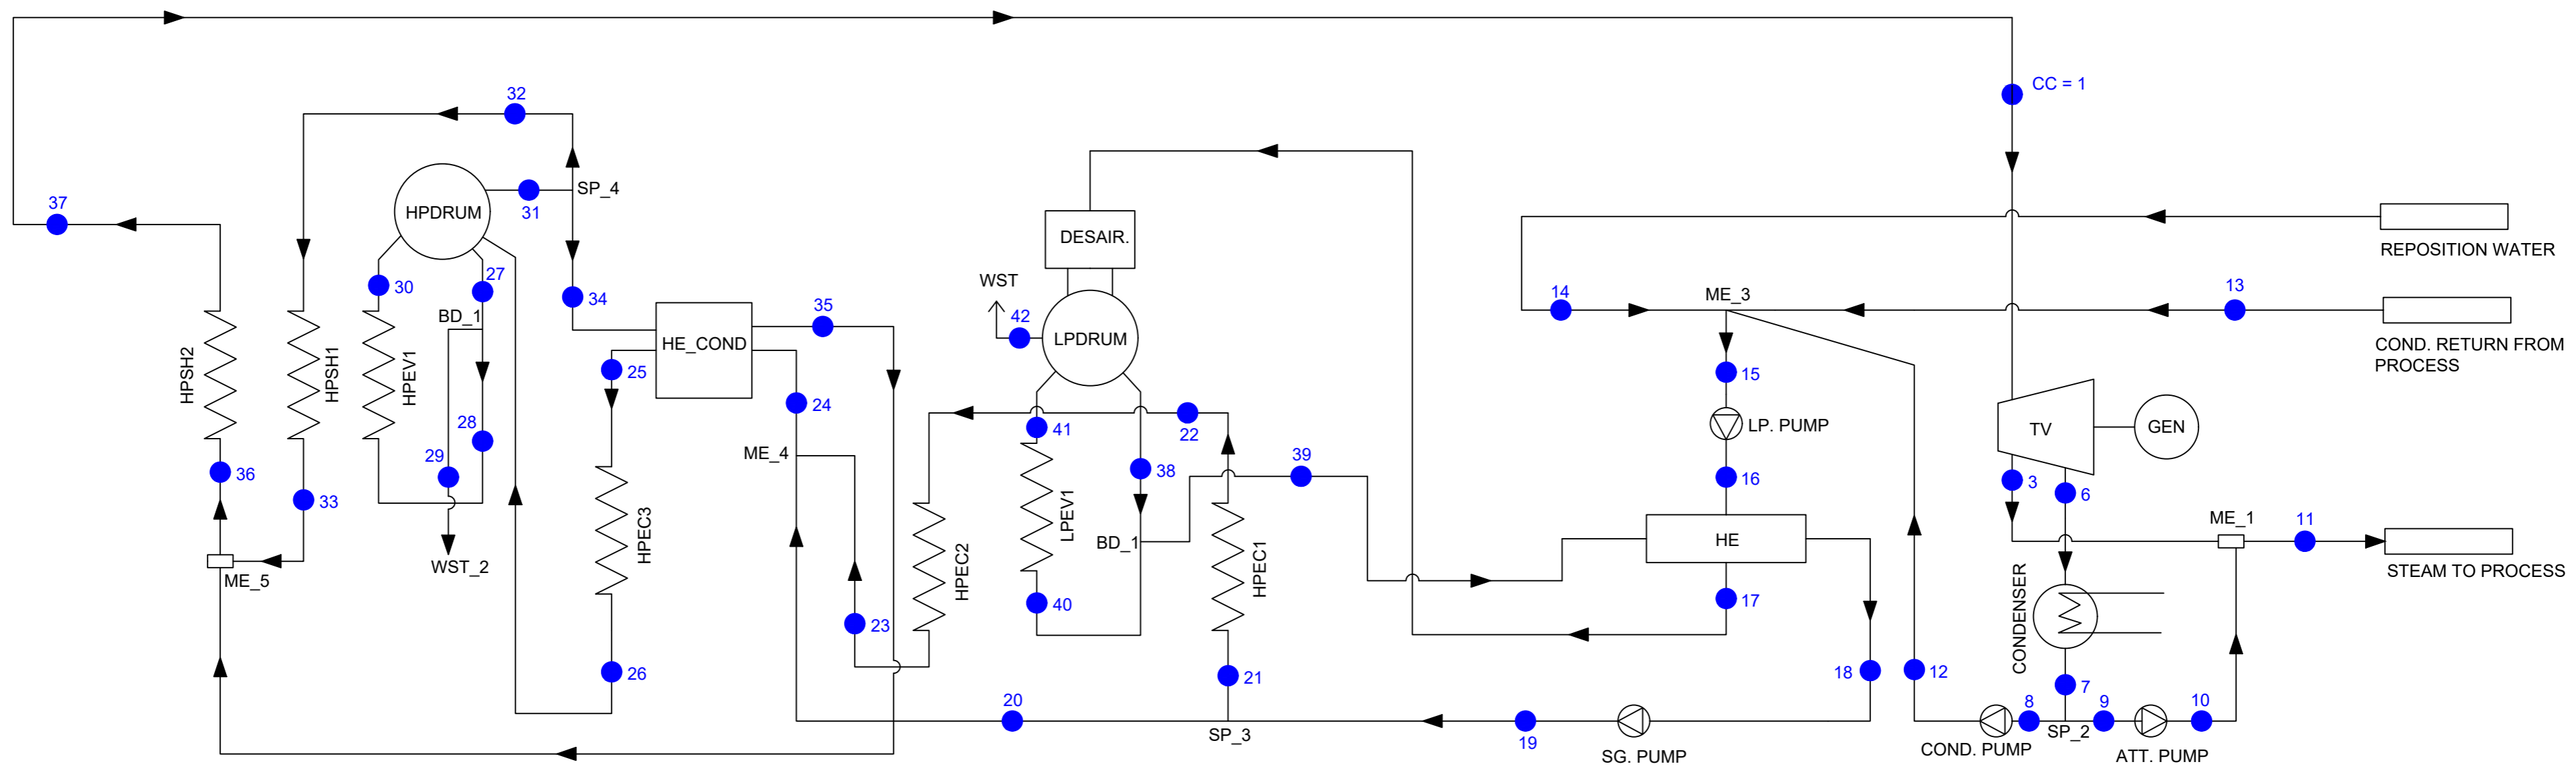 CC = 1
32
SP_4
31
37
HPDRUM
27
30
34
BD_1
HPSH2
HPSH1
HPEV1
28
29
36
33
WST_2
ME_5
HE_COND
35
25
24
ME_4
HPEC3
26
23
HPEC2
20
DESAIR.
WST
42
LPDRUM
41
22
38
39
LPEV1
BD_1
40
HPEC1
21
SP_3
19
SG. PUMP
14
ME_3
13
15
LP. PUMP
16
HE
17
18
12
REPOSITION WATER
COND. RETURN FROM
PROCESS
TV
GEN
3
6
ME_1
11
STEAM TO PROCESS
CONDENSER
7
8
9
10
SP_2
COND. PUMP
ATT. PUMP